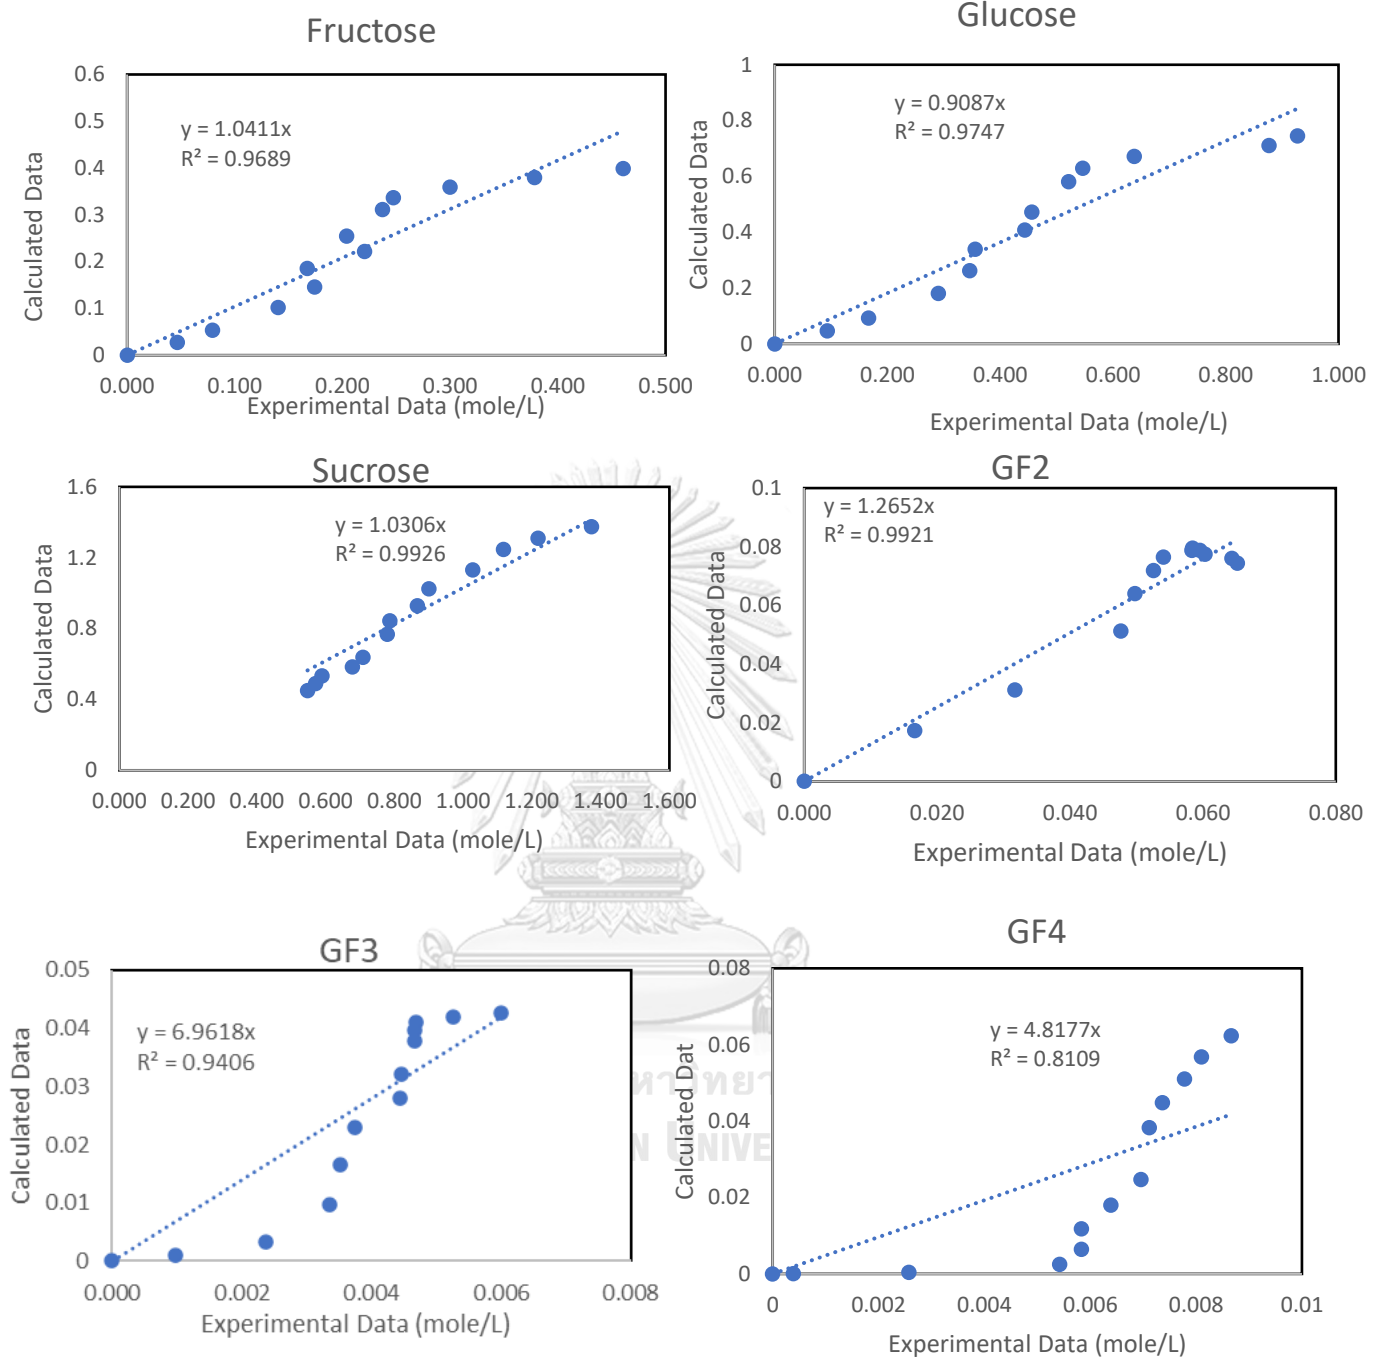 Fructose
y = 1.0411x
R² = 0.9689
0.6
0.5
0.4
0.3
0.2
0.1
0
Calculated Data
0.000 0.100 0.200 0.300 0.400 0.500
Experimental Data (mole/L)
Glucose
y = 0.9087x
R² = 0.9747
1
0.8
0.6
0.4
0.2
0
Calculated Data
0.000 0.200 0.400 0.600 0.800 1.000
Experimental Data (mole/L)
Sucrose
y = 1.0306x
R² = 0.9926
1.6
1.2
0.8
0.4
0
Calculated Data
0.000 0.200 0.400 0.600 0.800 1.000 1.200 1.400 1.600
Experimental Data (mole/L)
GF2
y = 1.2652x
R² = 0.9921
0.1
0.08
0.06
0.04
0.02
0
Calculated Data
0.000 0.020 0.040 0.060 0.080
Experimental Data (mole/L)
GF3
y = 6.9618x
R² = 0.9406
0.05
0.04
0.03
0.02
0.01
0
Calculated Data
0.000 0.002 0.004 0.006 0.008
Experimental Data (mole/L)
GF4
y = 4.8177x
R² = 0.8109
0.08
0.06
0.04
0.02
0
Calculated Dat
0 0.002 0.004 0.006 0.008 0.01
Experimental Data (mole/L)
หาวิทยา
N UNIVE